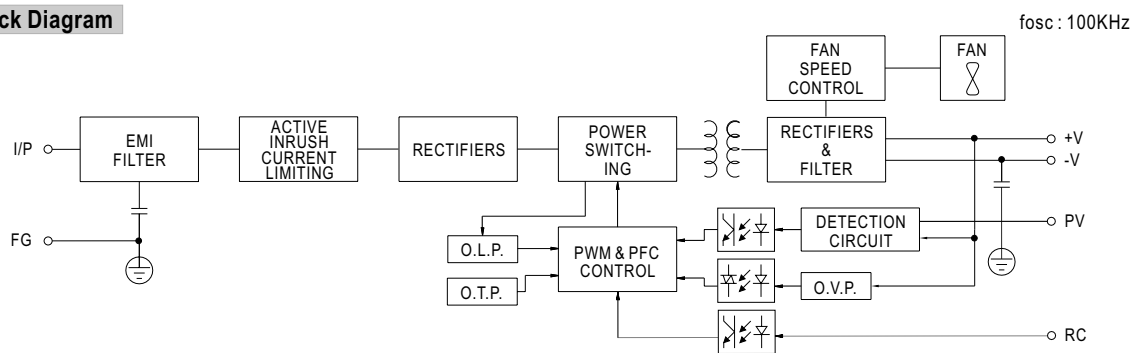 ck Diagram
fosc : 100KHz
FAN
SPEED
CONTROL
FAN
I/P
EMI
FILTER
ACTIVE
INRUSH
CURRENT
LIMITING
RECTIFIERS
POWER
SWITCH-
ING
RECTIFIERS
&
FILTER
+V
-V
FG
O.L.P.
O.T.P.
PWM & PFC
CONTROL
DETECTION
CIRCUIT
PV
O.V.P.
RC